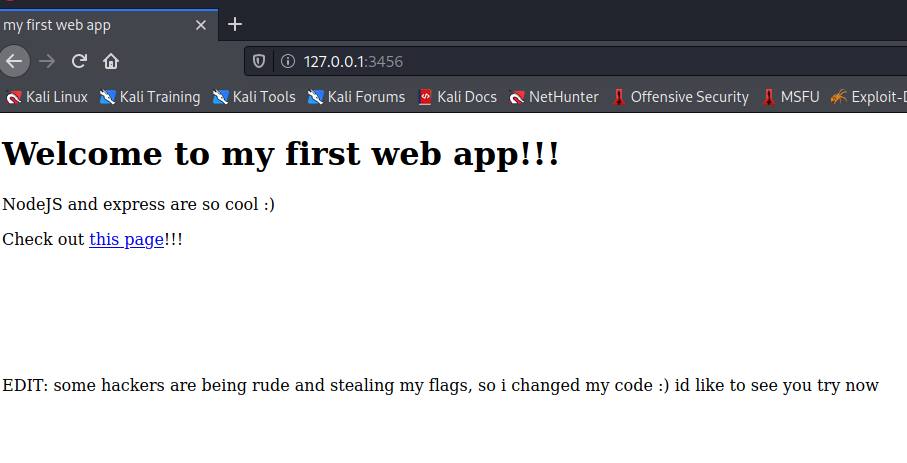 my first web app
127.0.0.1:3456
Kali Linux Kali Training Kali Tools Kali Forums Kali Docs NetHunter Offensive Security MSFU Exploit-D
Welcome to my first web app!!!
NodeJS and express are so cool :)
Check out this page!!!
EDIT: some hackers are being rude and stealing my flags, so i changed my code :) id like to see you try now